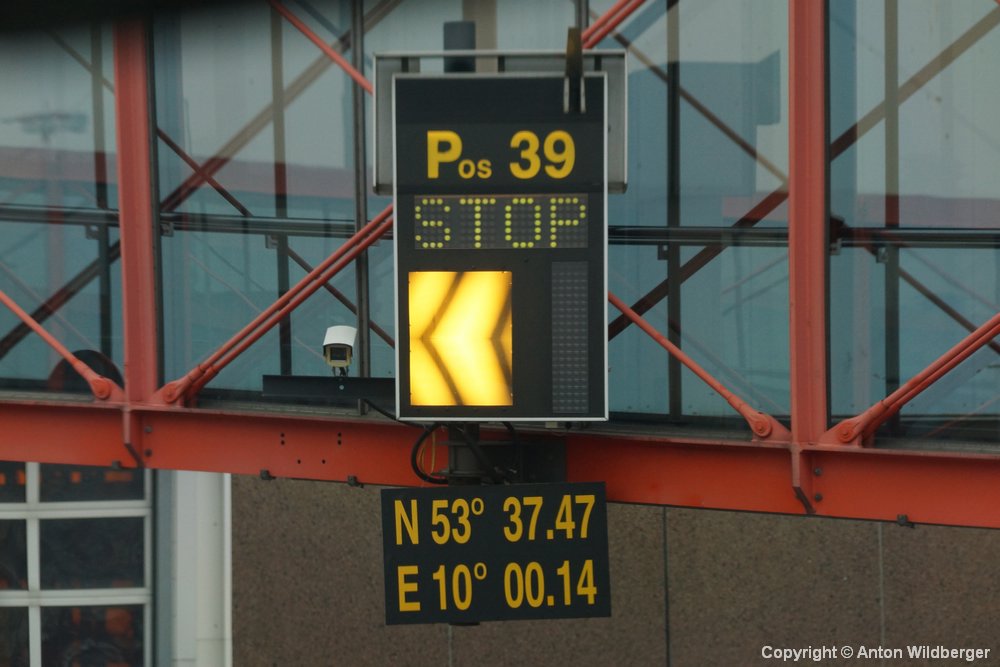 Pos 39
STOP
N 53° 37.47
E 10° 00.14
Copyright © Anton Wildberger